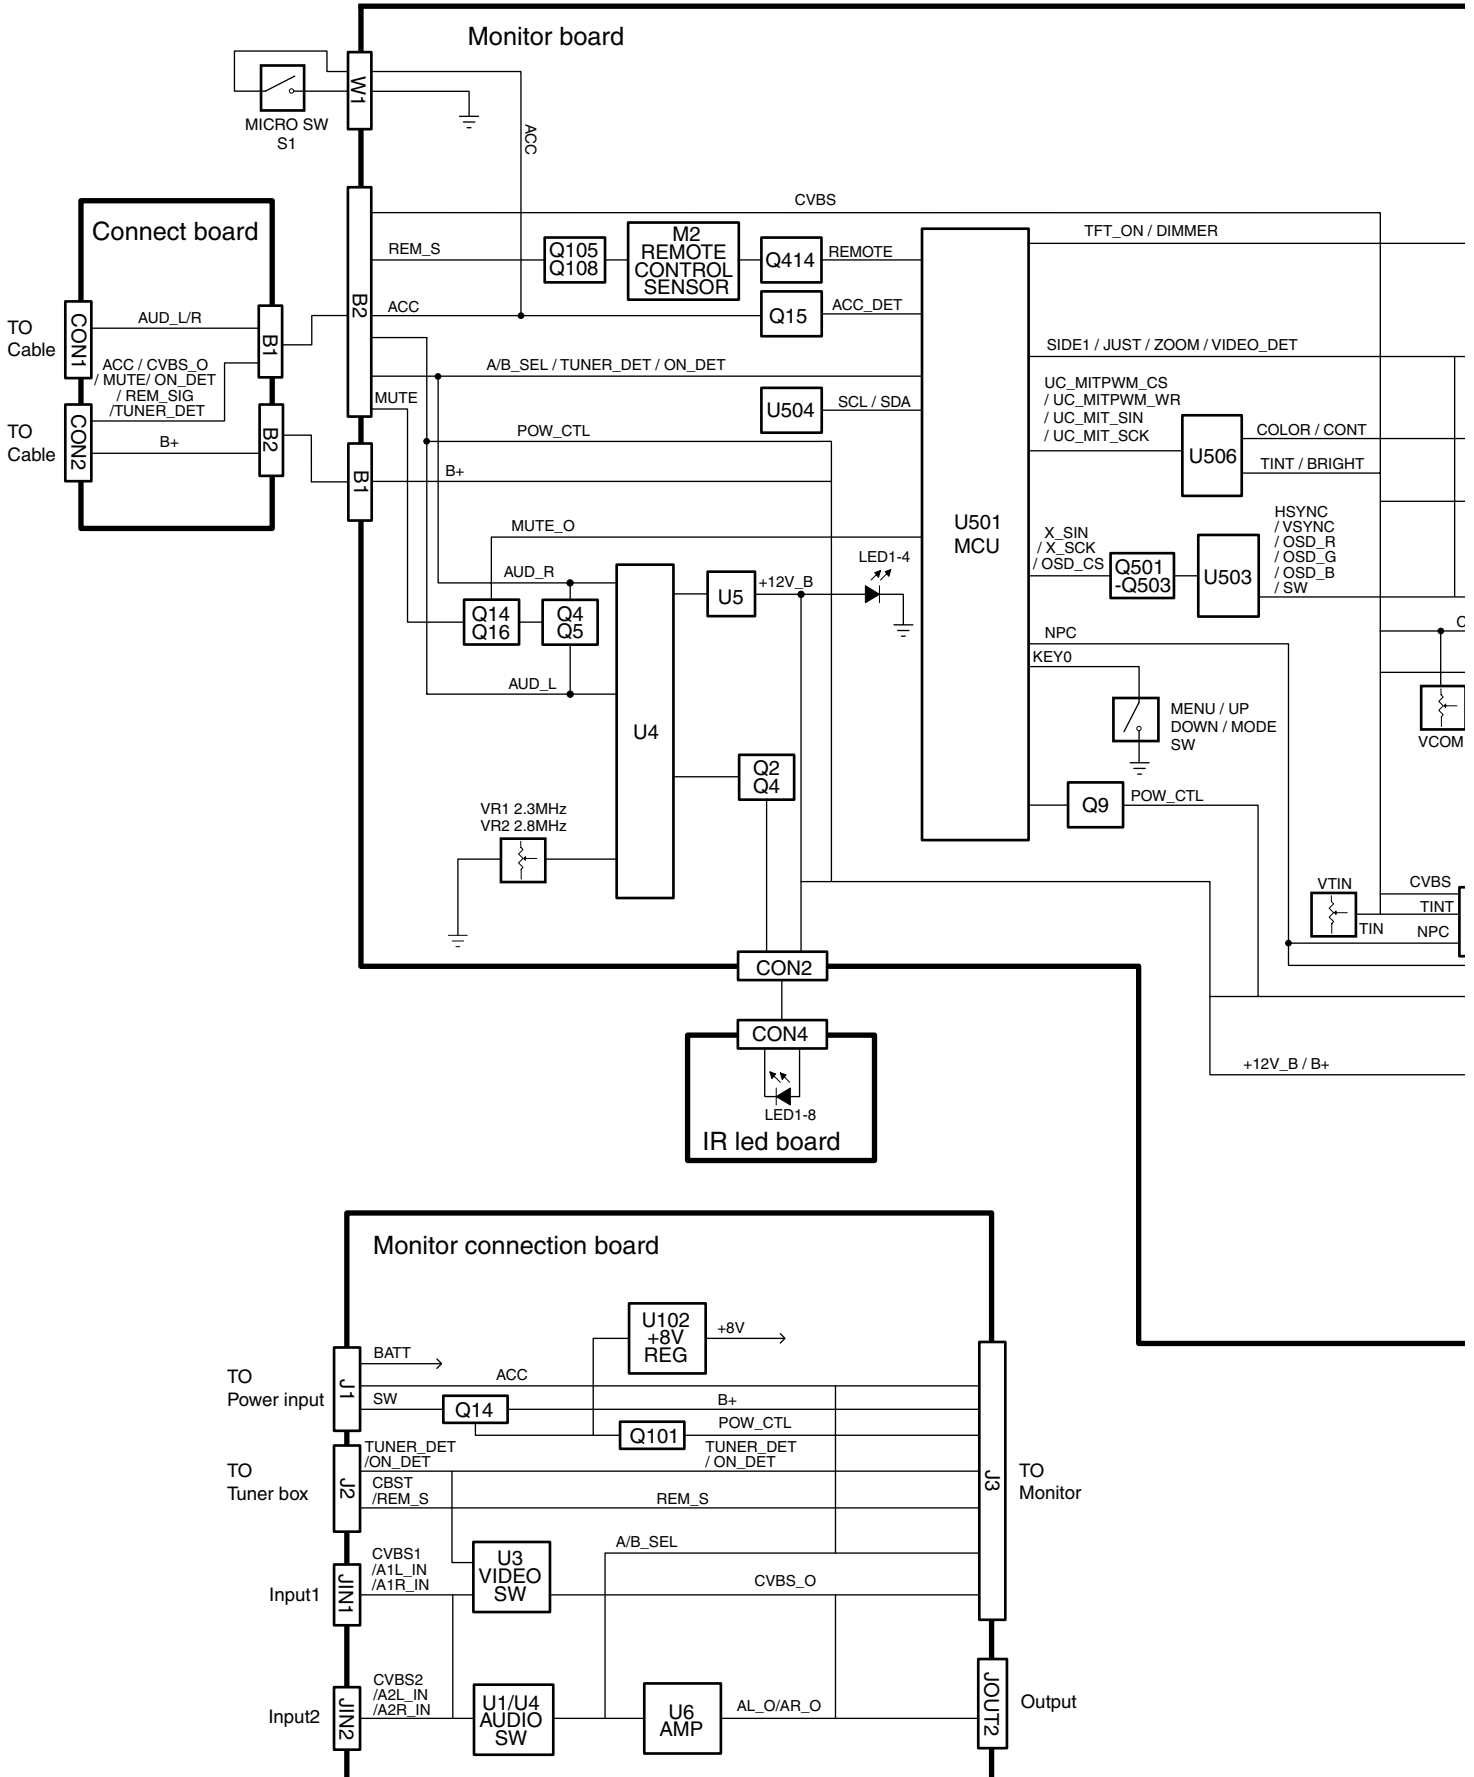 Monitor board
W1
MICRO SW
S1
ACC
Connect board
TO
Cable
CON1
AUD_L/R
B1
ACC / CVBS_O
/ MUTE/ ON_DET
/ REM_SIG
/TUNER_DET
TO
Cable
CON2
B+
B2
B2
CVBS
REM_S
Q105
Q108
M2
REMOTE
CONTROL
SENSOR
Q414
REMOTE
ACC
Q15
ACC_DET
A/B_SEL / TUNER_DET / ON_DET
MUTE
U504
SCL / SDA
POW_CTL
B1
B+
MUTE_O
AUD_R
Q14
Q16
Q4
Q5
AUD_L
U4
U5
+12V_B
LED1-4
Q2
Q4
VR1 2.3MHz
VR2 2.8MHz
U501
MCU
TFT_ON / DIMMER
SIDE1 / JUST / ZOOM / VIDEO_DET
UC_MITPWM_CS
/ UC_MITPWM_WR
/ UC_MIT_SIN
/ UC_MIT_SCK
U506
COLOR / CONT
TINT / BRIGHT
X_SIN
/ X_SCK
/ OSD_CS
Q501
-Q503
U503
HSYNC
/ VSYNC
/ OSD_R
/ OSD_G
/ OSD_B
/ SW
NPC
KEY0
MENU / UP
DOWN / MODE
SW
C
VCOM
Q9
POW_CTL
VTIN
TIN
CVBS
TINT
NPC
+12V_B / B+
CON2
CON4
LED1-8
IR led board
Monitor connection board
U102
+8V
REG
+8V
TO
Power input
J1
BATT
ACC
SW
Q14
B+
Q101
POW_CTL
TO
Tuner box
J2
TUNER_DET
/ON_DET
TUNER_DET
/ ON_DET
CBST
/REM_S
REM_S
J3
TO
Monitor
A/B_SEL
Input1
JIN1
CVBS1
/A1L_IN
/A1R_IN
U3
VIDEO
SW
CVBS_O
Input2
JIN2
CVBS2
/A2L_IN
/A2R_IN
U1/U4
AUDIO
SW
U6
AMP
AL_O/AR_O
JOUT2
Output